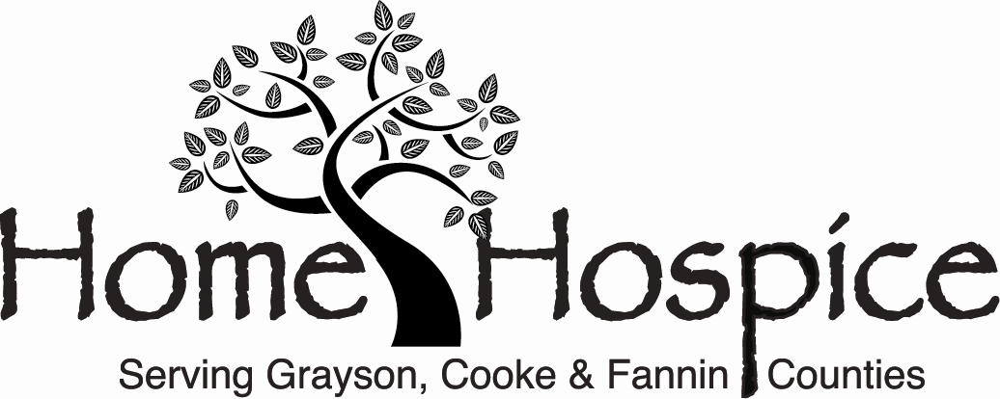 Home Hospice
Serving Grayson, Cooke & Fannin Counties